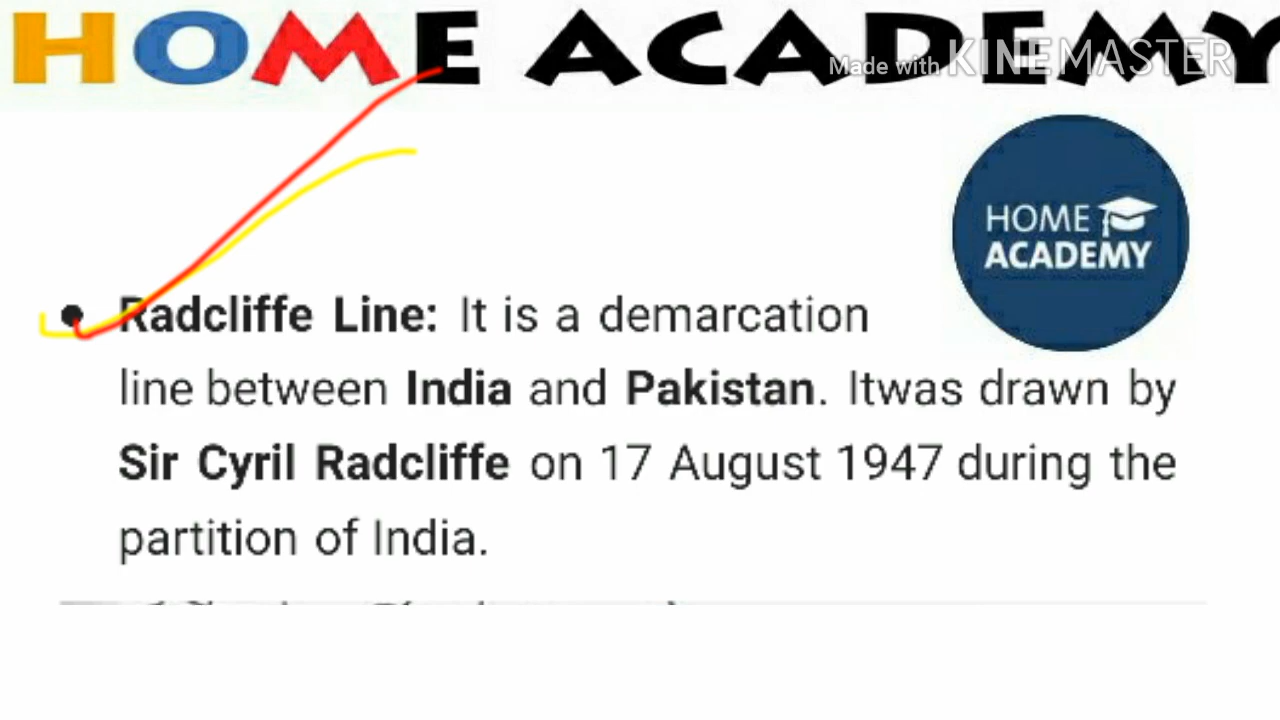 HOME ACADEMY
Made with KINEMASTER
HOME
ACADEMY
• Radcliffe Line: It is a demarcation
line between India and Pakistan. Itwas drawn by
Sir Cyril Radcliffe on 17 August 1947 during the
partition of India.